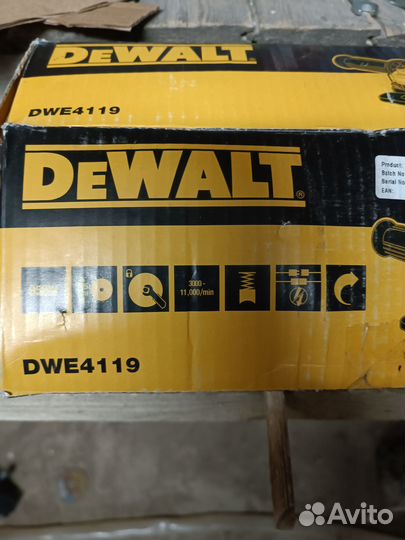 DEWALT
DWE4119
DEWALT®
Product:
Batch No
Serial No
EAN:
3000 -
11,000/min
DWE4119
Avito